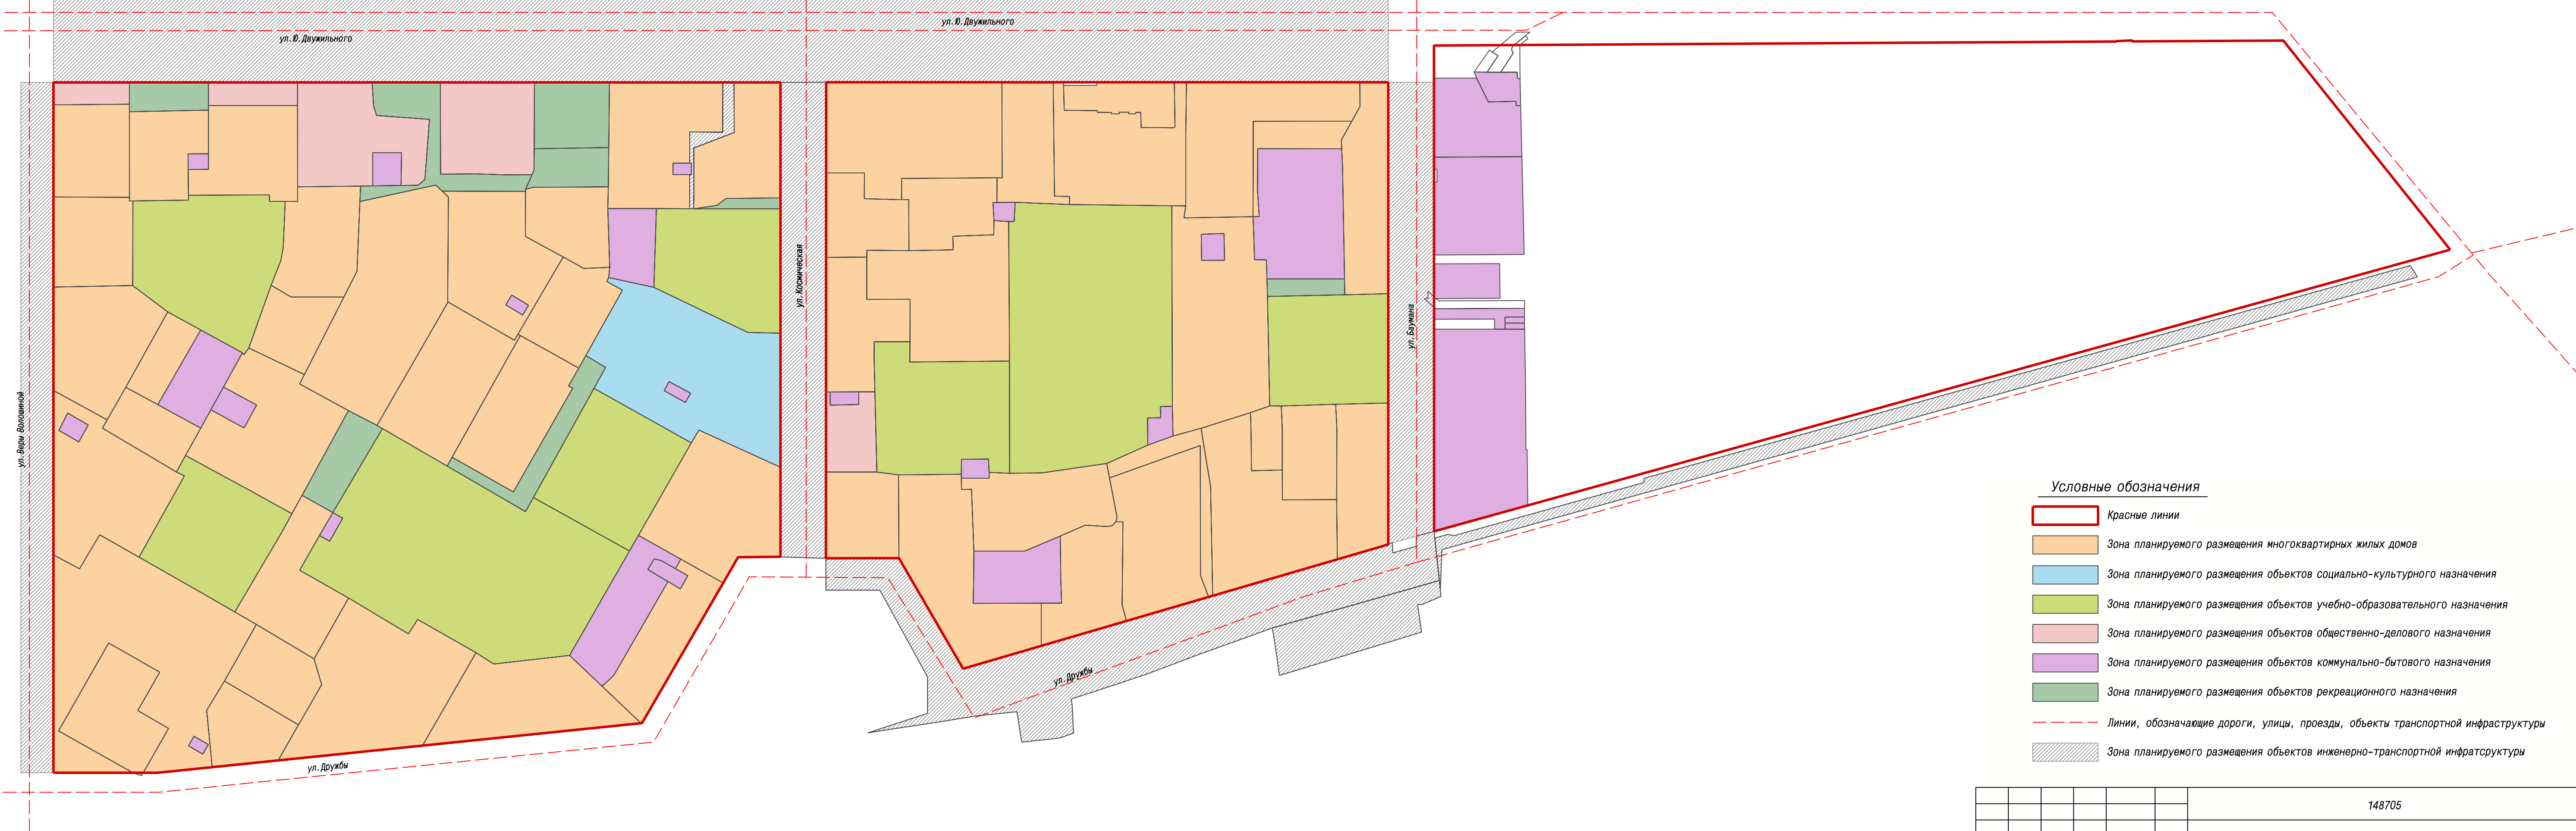 ул.Ю.Двужильного
ул.Ю.Двужильного
ул.Веры Волошиной
ул.Космическая
ул.Баумана
ул.Дружбы
ул.Дружбы
Условные обозначения
Красные линии
Зона планируемого размещения многоквартирных жилых домов
Зона планируемого размещения объектов социально-культурного назначения
Зона планируемого размещения объектов учебно-образовательного назначения
Зона планируемого размещения объектов общественно-делового назначения
Зона планируемого размещения объектов коммунально-бытового назначения
Зона планируемого размещения объектов рекреационного назначения
Линии, обозначающие дороги, улицы, проезды, объекты транспортной инфраструктуры
Зона планируемого размещения объектов инженерно-транспортной инфратсруктуры
148705